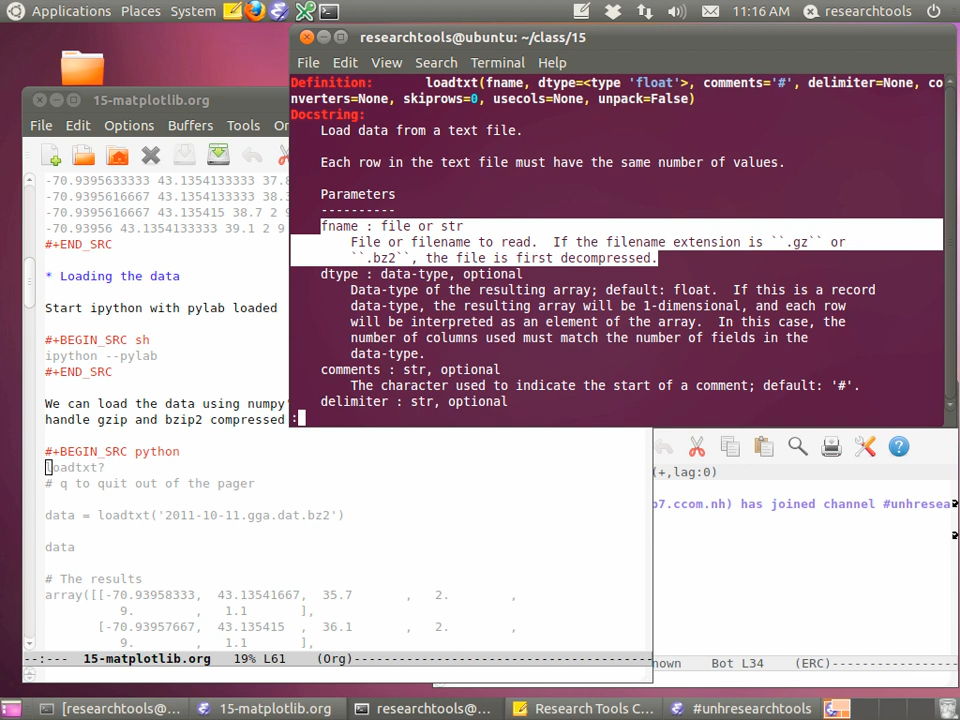 Applications Places System 11:16 AM researchtools
researchtools@ubuntu: ~/class/15
File Edit View Search Terminal Help
Definition: loadtxt(fname, dtype=<type 'float'>, comments='#', delimiter=None, co
nverters=None, skiprows=0, usecols=None, unpack=False)
Docstring:
Load data from a text file.
Each row in the text file must have the same number of values.
Parameters
----------
fname : file or str
File or filename to read. If the filename extension is ``.gz`` or
``.bz2``, the file is first decompressed.
dtype : data-type, optional
Data-type of the resulting array; default: float. If this is a record
data-type, the resulting array will be 1-dimensional, and each row
will be interpreted as an element of the array. In this case, the
number of columns used must match the number of fields in the
data-type.
comments : str, optional
The character used to indicate the start of a comment; default: '#'.
delimiter : str, optional
:
15-matplotlib.org
File Edit Options Buffers Tools Or
-70.9395633333 43.1354133333 37.8
-70.9395616667 43.1354133333 38.3
-70.9395616667 43.135415 38.7 2 9
-70.93956 43.1354133333 39.1 2 9
#+END_SRC
* Loading the data
Start ipython with pylab loaded
#+BEGIN_SRC sh
ipython --pylab
#+END_SRC
We can load the data using numpy'
handle gzip and bzip2 compressed
#+BEGIN_SRC python
loadtxt?
# q to quit out of the pager
data = loadtxt('2011-10-11.gga.dat.bz2')
data
# The results
array([[-70.93958333, 43.13541667, 35.7 , 2. ,
9. , 1.1 ],
[-70.93957667, 43.135415 , 36.1 , 2. ,
9. , 1.1 ],
--:--- 15-matplotlib.org 19% L61 (Org)
(+,lag:0)
p7.ccom.nh) has joined channel #unhresea
nown Bot L34 (ERC)
[researchtools@... 15-matplotlib.org researchtools@... Research Tools C... #unhresearchtools